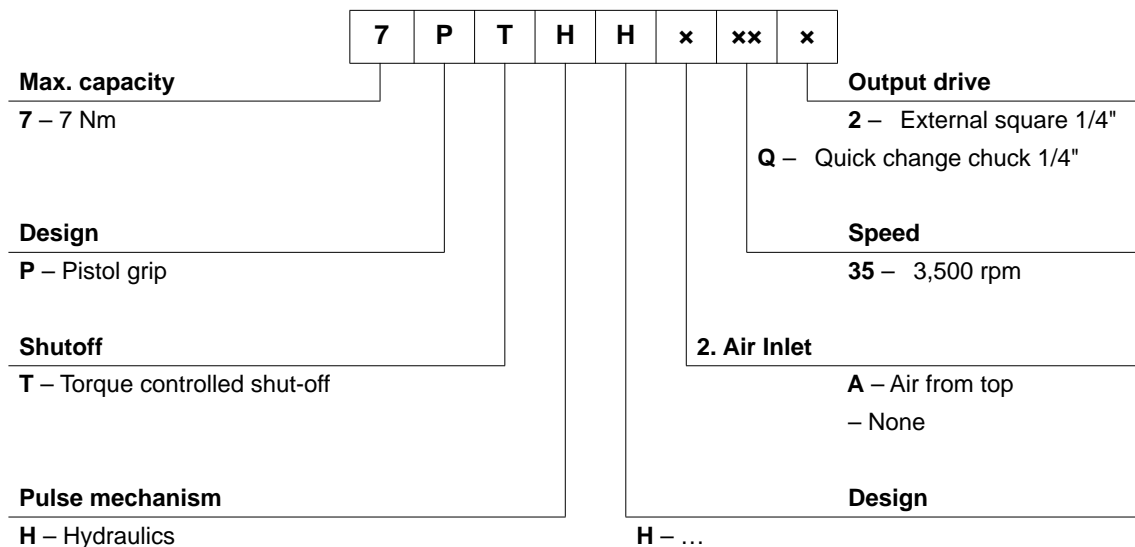 7 P T H H × ×× ×
Max. capacity
7 – 7 Nm
Output drive
2 – External square 1/4"
Q – Quick change chuck 1/4"
Design
P – Pistol grip
Speed
35 – 3,500 rpm
Shutoff
T – Torque controlled shut-off
2. Air Inlet
A – Air from top
– None
Pulse mechanism
H – Hydraulics
Design
H – …